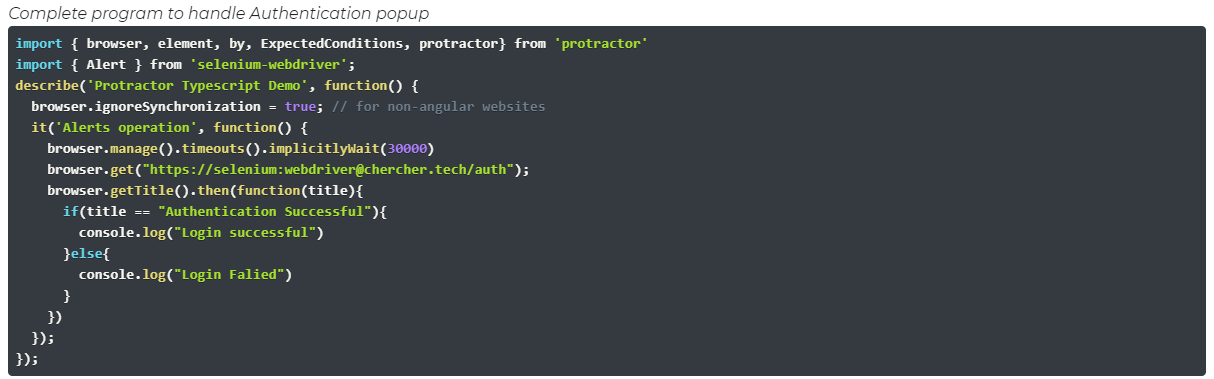 Complete program to handle Authentication popup
import { browser, element, by, ExpectedConditions, protractor} from 'protractor'
import { Alert } from 'selenium-webdriver';
describe('Protractor Typescript Demo', function() {
  browser.ignoreSynchronization = true; // for non-angular websites
  it('Alerts operation', function() {
    browser.manage().timeouts().implicitlyWait(30000)
    browser.get("https://selenium:webdriver@chercher.tech/auth");
    browser.getTitle().then(function(title){
      if(title == "Authentication Successful"){
        console.log("Login successful")
      }else{
        console.log("Login Falied")
      }
    })
  });
});